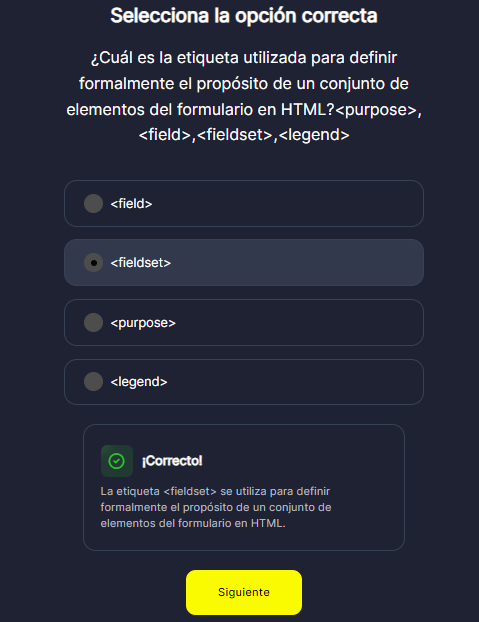 Selecciona la opción correcta
¿Cuál es la etiqueta utilizada para definir
formalmente el propósito de un conjunto de
elementos del formulario en HTML?<purpose>,
<field>,<fieldset>,<legend>
<field>
<fieldset>
<purpose>
<legend>
¡Correcto!
La etiqueta <fieldset> se utiliza para definir
formalmente el propósito de un conjunto de
elementos del formulario en HTML.
Siguiente